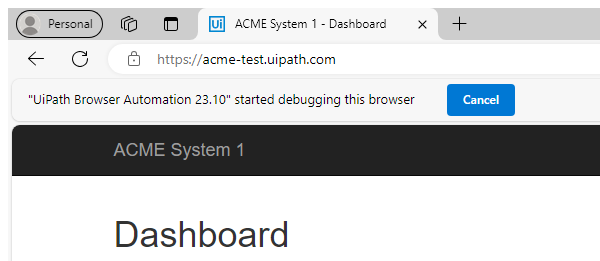 Personal
Ui ACME System 1 - Dashboard
https://acme-test.uipath.com
"UiPath Browser Automation 23.10" started debugging this browser Cancel
ACME System 1
Dashboard